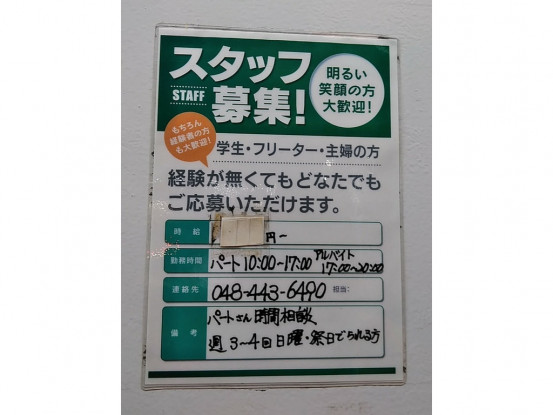 スタッフ
STAFF 募集!
明るい
笑顔の方
大歓迎!
もちろん
経験者の方
も大歓迎!
学生・フリーター・主婦の方
経験が無くてもどなたでも
ご応募いただけます。
時給 円~
勤務時間 パート10:00~17:00 アルバイト 17:00~20:00
連絡先 048-443-6490 担当:
備考 パートさん時間相談
週3~4回日曜・祭日でられる方